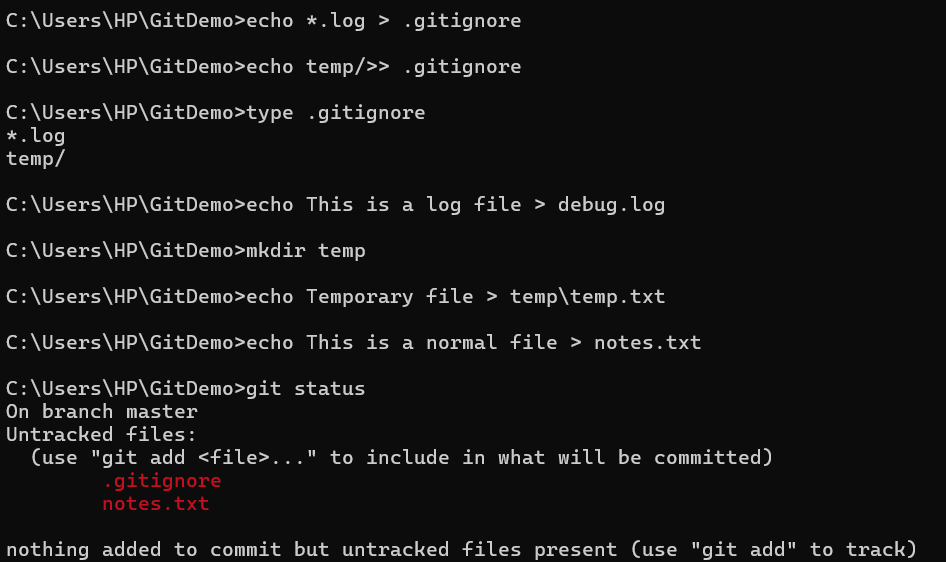 C:\Users\HP\GitDemo>echo *.log > .gitignore
C:\Users\HP\GitDemo>echo temp/>> .gitignore
C:\Users\HP\GitDemo>type .gitignore
*.log
temp/
C:\Users\HP\GitDemo>echo This is a log file > debug.log
C:\Users\HP\GitDemo>mkdir temp
C:\Users\HP\GitDemo>echo Temporary file > temp\temp.txt
C:\Users\HP\GitDemo>echo This is a normal file > notes.txt
C:\Users\HP\GitDemo>git status
On branch master
Untracked files:
  (use "git add <file>..." to include in what will be committed)
        .gitignore
        notes.txt
nothing added to commit but untracked files present (use "git add" to track)